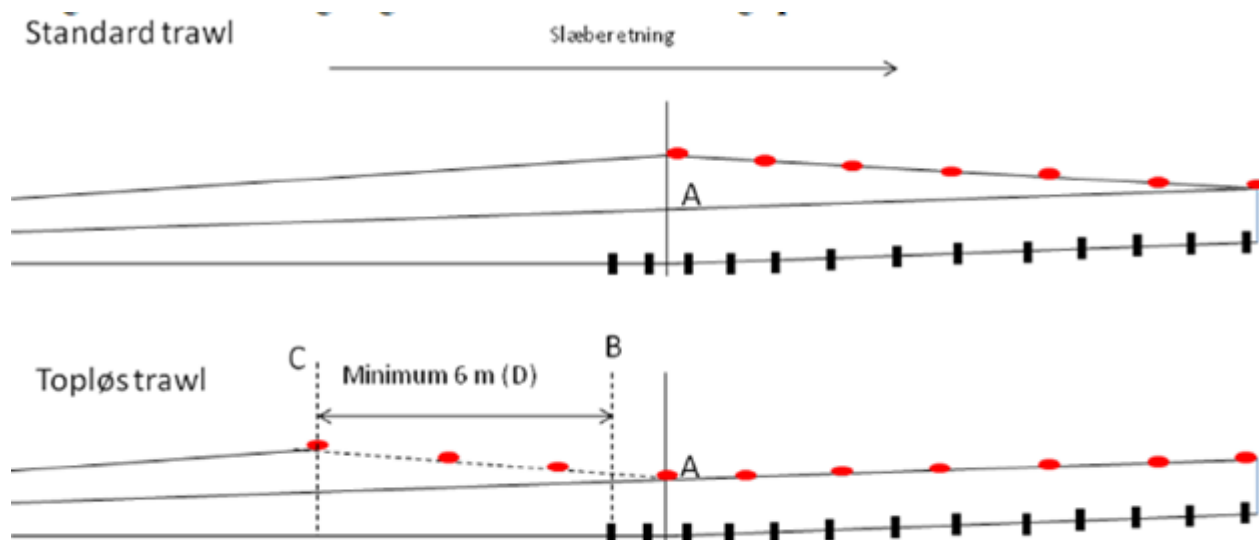 Standard trawl
Slæberetning
A
C
B
Topløs trawl
Minimum 6 m (D)
A